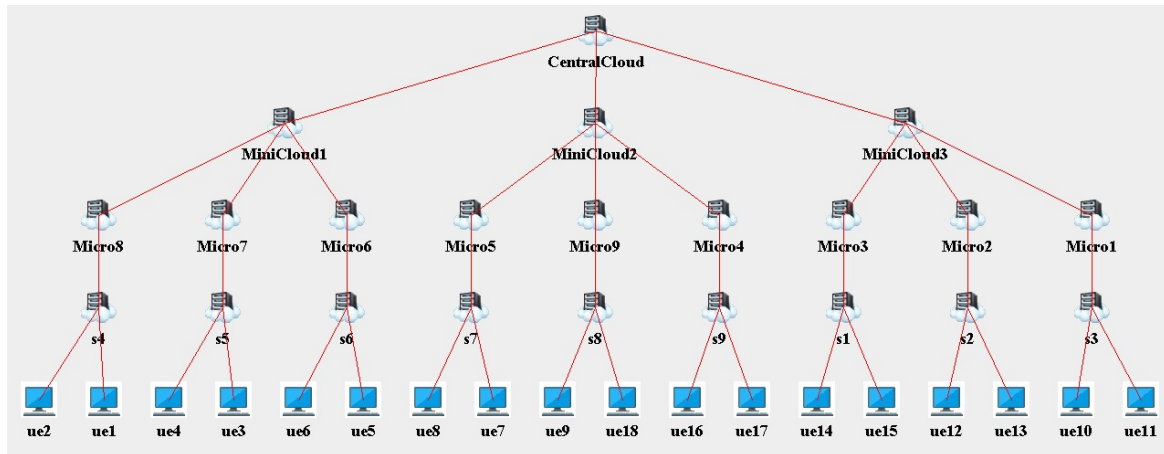 CentralCloud
MiniCloud1 MiniCloud2 MiniCloud3
Micro8 Micro7 Micro6 Micro5 Micro9 Micro4 Micro3 Micro2 Micro1
s4 s5 s6 s7 s8 s9 s1 s2 s3
ue2 ue1 ue4 ue3 ue6 ue5 ue8 ue7 ue9 ue18 ue16 ue17 ue14 ue15 ue12 ue13 ue10 ue11